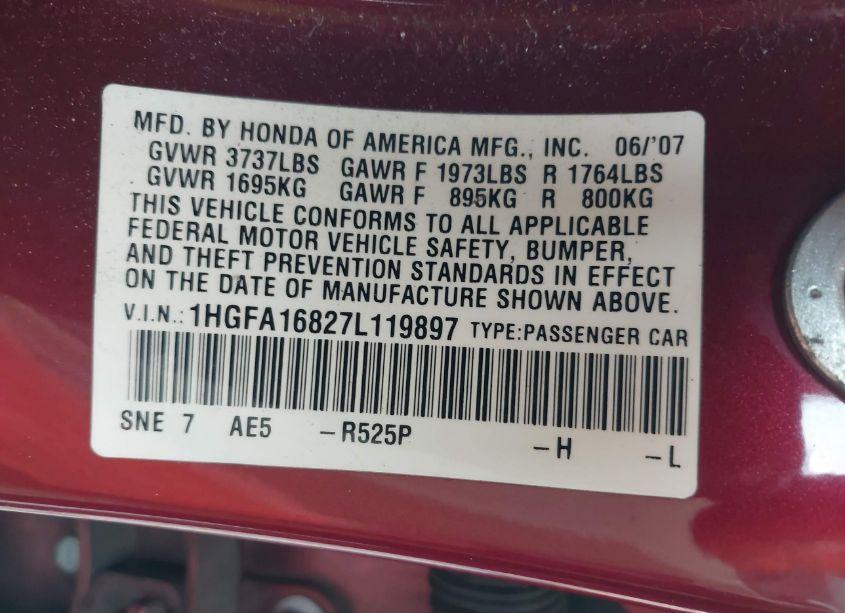 MFD. BY HONDA OF AMERICA MFG., INC. 06/'07
GVWR 3737LBS GAWR F 1973LBS R 1764LBS
GVWR 1695KG GAWR F 895KG R 800KG
THIS VEHICLE CONFORMS TO ALL APPLICABLE
FEDERAL MOTOR VEHICLE SAFETY, BUMPER,
AND THEFT PREVENTION STANDARDS IN EFFECT
ON THE DATE OF MANUFACTURE SHOWN ABOVE.
V.I.N.: 1HGFA16827L119897 TYPE:PASSENGER CAR
SNE 7 AE5 -R525P -H -L